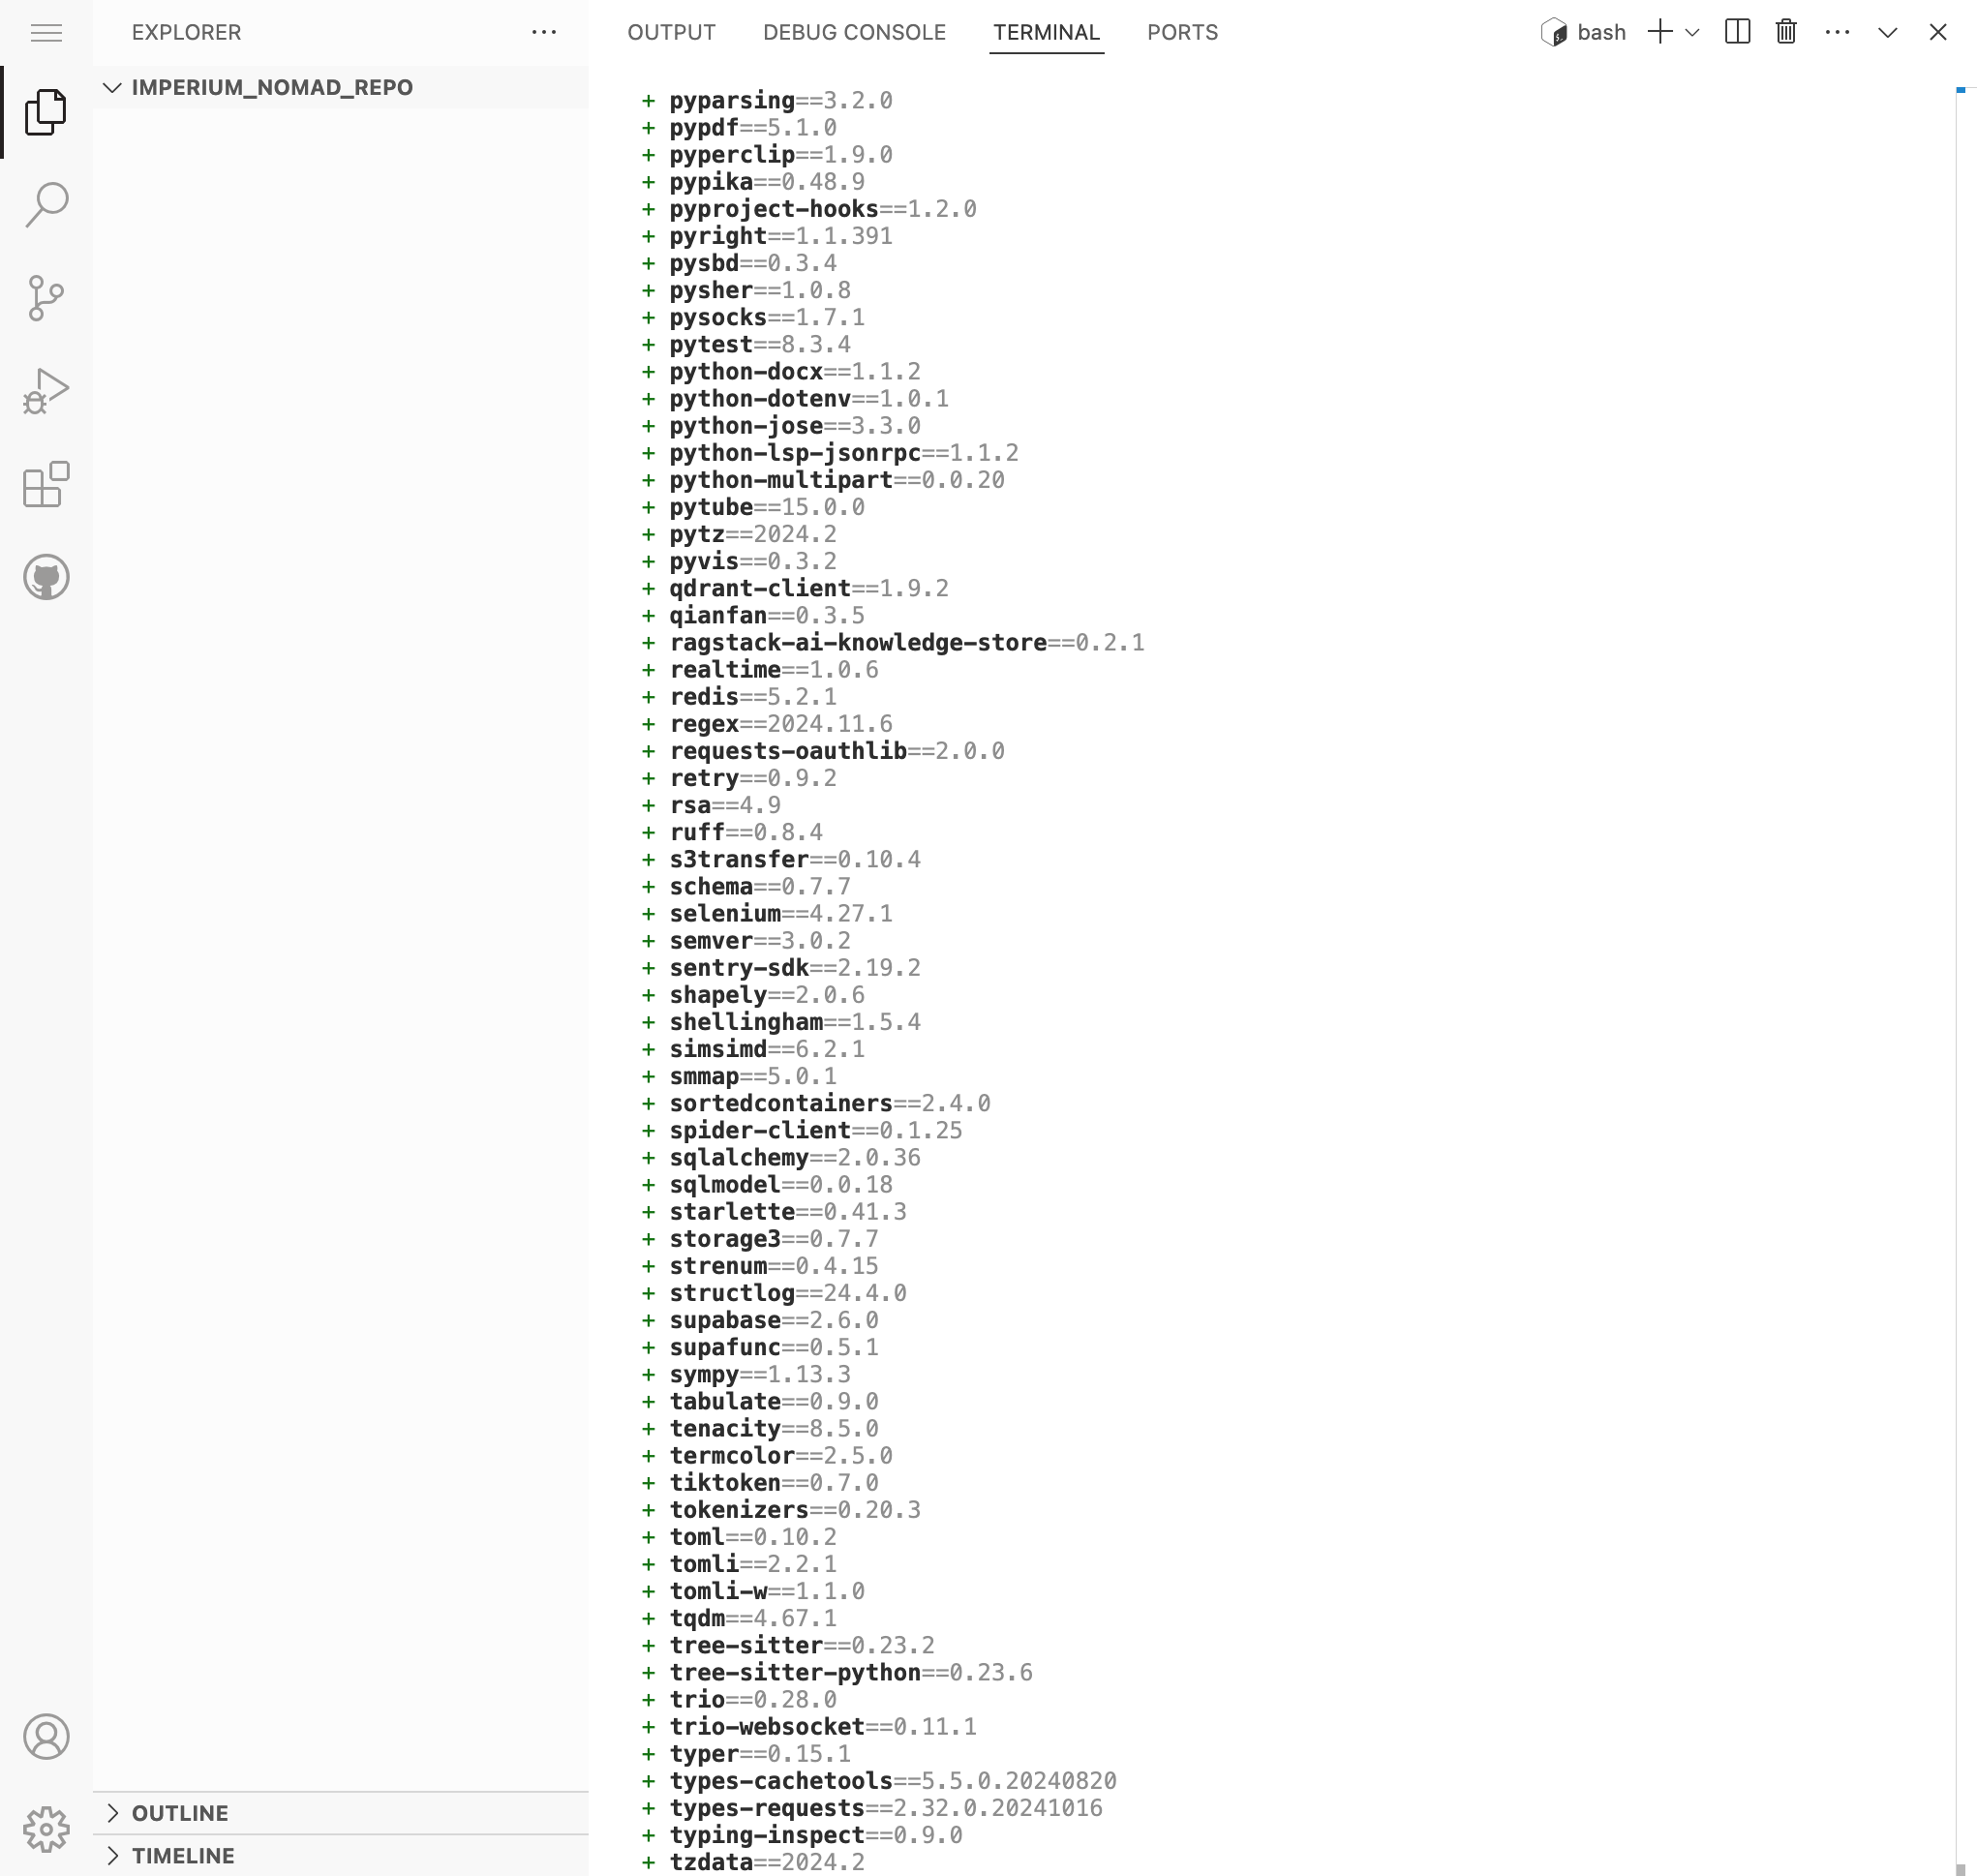 EXPLORER
IMPERIUM_NOMAD_REPO
OUTLINE
TIMELINE
OUTPUT DEBUG CONSOLE TERMINAL PORTS bash
+ pyparsing==3.2.0
+ pypdf==5.1.0
+ pyperclip==1.9.0
+ pypika==0.48.9
+ pyproject-hooks==1.2.0
+ pyright==1.1.391
+ pysbd==0.3.4
+ pysher==1.0.8
+ pysocks==1.7.1
+ pytest==8.3.4
+ python-docx==1.1.2
+ python-dotenv==1.0.1
+ python-jose==3.3.0
+ python-lsp-jsonrpc==1.1.2
+ python-multipart==0.0.20
+ pytube==15.0.0
+ pytz==2024.2
+ pyvis==0.3.2
+ qdrant-client==1.9.2
+ qianfan==0.3.5
+ ragstack-ai-knowledge-store==0.2.1
+ realtime==1.0.6
+ redis==5.2.1
+ regex==2024.11.6
+ requests-oauthlib==2.0.0
+ retry==0.9.2
+ rsa==4.9
+ ruff==0.8.4
+ s3transfer==0.10.4
+ schema==0.7.7
+ selenium==4.27.1
+ semver==3.0.2
+ sentry-sdk==2.19.2
+ shapely==2.0.6
+ shellingham==1.5.4
+ simsimd==6.2.1
+ smmap==5.0.1
+ sortedcontainers==2.4.0
+ spider-client==0.1.25
+ sqlalchemy==2.0.36
+ sqlmodel==0.0.18
+ starlette==0.41.3
+ storage3==0.7.7
+ strenum==0.4.15
+ structlog==24.4.0
+ supabase==2.6.0
+ supafunc==0.5.1
+ sympy==1.13.3
+ tabulate==0.9.0
+ tenacity==8.5.0
+ termcolor==2.5.0
+ tiktoken==0.7.0
+ tokenizers==0.20.3
+ toml==0.10.2
+ tomli==2.2.1
+ tomli-w==1.1.0
+ tqdm==4.67.1
+ tree-sitter==0.23.2
+ tree-sitter-python==0.23.6
+ trio==0.28.0
+ trio-websocket==0.11.1
+ typer==0.15.1
+ types-cachetools==5.5.0.20240820
+ types-requests==2.32.0.20241016
+ typing-inspect==0.9.0
+ tzdata==2024.2